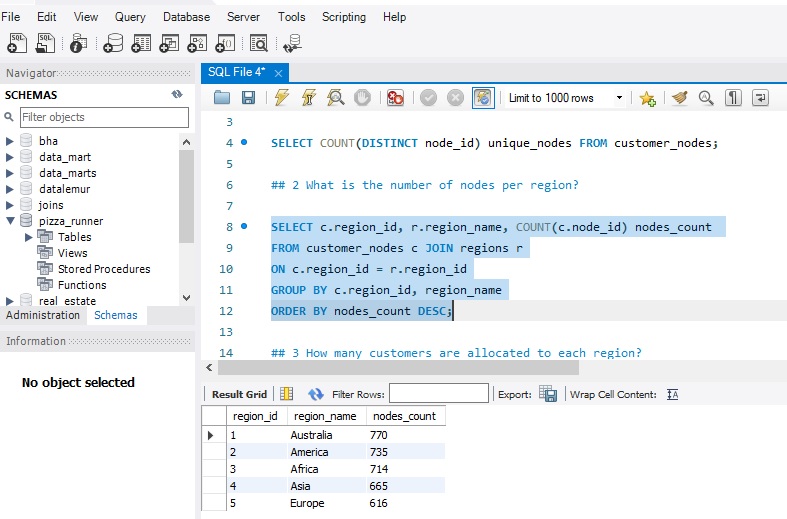 File Edit View Query Database Server Tools Scripting Help
Navigator
SCHEMAS
Filter objects
bha
data_mart
data_marts
datalemur
joins
pizza_runner
Tables
Views
Stored Procedures
Functions
real_estate
Administration Schemas
Information
No object selected
SQL File 4*
Limit to 1000 rows
3
4 SELECT COUNT(DISTINCT node_id) unique_nodes FROM customer_nodes;
5
6 ## 2 What is the number of nodes per region?
7
8 SELECT c.region_id, r.region_name, COUNT(c.node_id) nodes_count
9 FROM customer_nodes c JOIN regions r
10 ON c.region_id = r.region_id
11 GROUP BY c.region_id, region_name
12 ORDER BY nodes_count DESC;
13
14 ## 3 How many customers are allocated to each region?
Result Grid Filter Rows: Export: Wrap Cell Content:
region_id region_name nodes_count
1 Australia 770
2 America 735
3 Africa 714
4 Asia 665
5 Europe 616